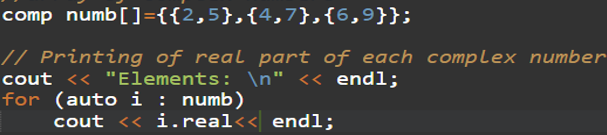 comp numb[]={{2,5},{4,7},{6,9}};
// Printing of real part of each complex number
cout << "Elements: \n" << endl;
for (auto i : numb)
cout << i.real<< endl;